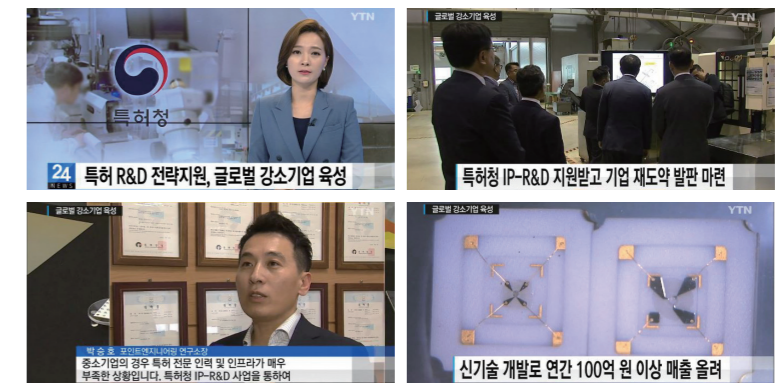 YTN
특허청
24
NEWS
특허 R&D 전략지원, 글로벌 강소기업 육성
글로벌 강소기업 육성
YTN
특허청 IP-R&D 지원받고 기업 재도약 발판 마련
글로벌 강소기업 육성
YTN
박승호 포인트엔지니어링 연구소장
중소기업의 경우 특허 전문 인력 및 인프라가 매우
부족한 상황입니다. 특허청 IP-R&D 사업을 통하여
글로벌 강소기업 육성
YTN
신기술 개발로 연간 100억 원 이상 매출 올려